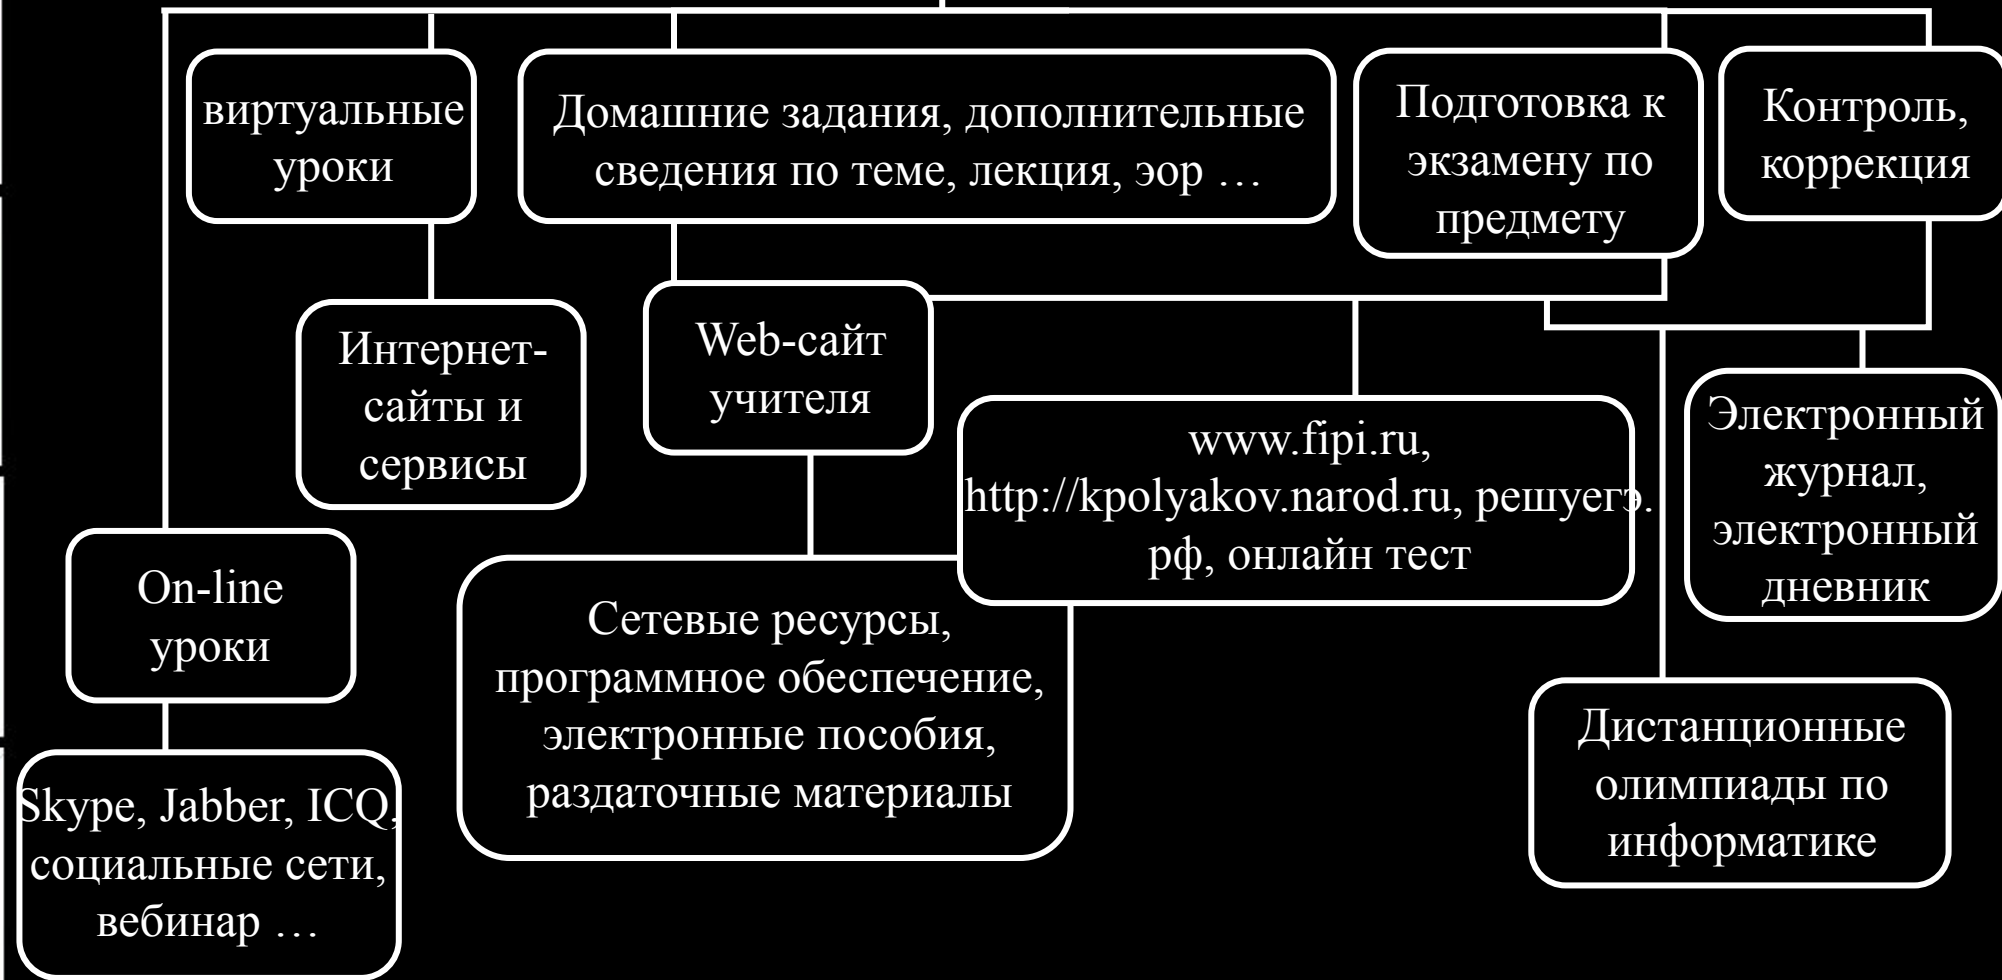 виртуальные
уроки
Домашние задания, дополнительные
сведения по теме, лекция, эор …
Подготовка к
экзамену по
предмету
Контроль,
коррекция
Интернет-
сайты и
сервисы
Web-сайт
учителя
www.fipi.ru,
http://kpolyakov.narod.ru, решуегэ.
рф, онлайн тест
Электронный
журнал,
электронный
дневник
On-line
уроки
Сетевые ресурсы,
программное обеспечение,
электронные пособия,
раздаточные материалы
Дистанционные
олимпиады по
информатике
Skype, Jabber, ICQ,
социальные сети,
вебинар …